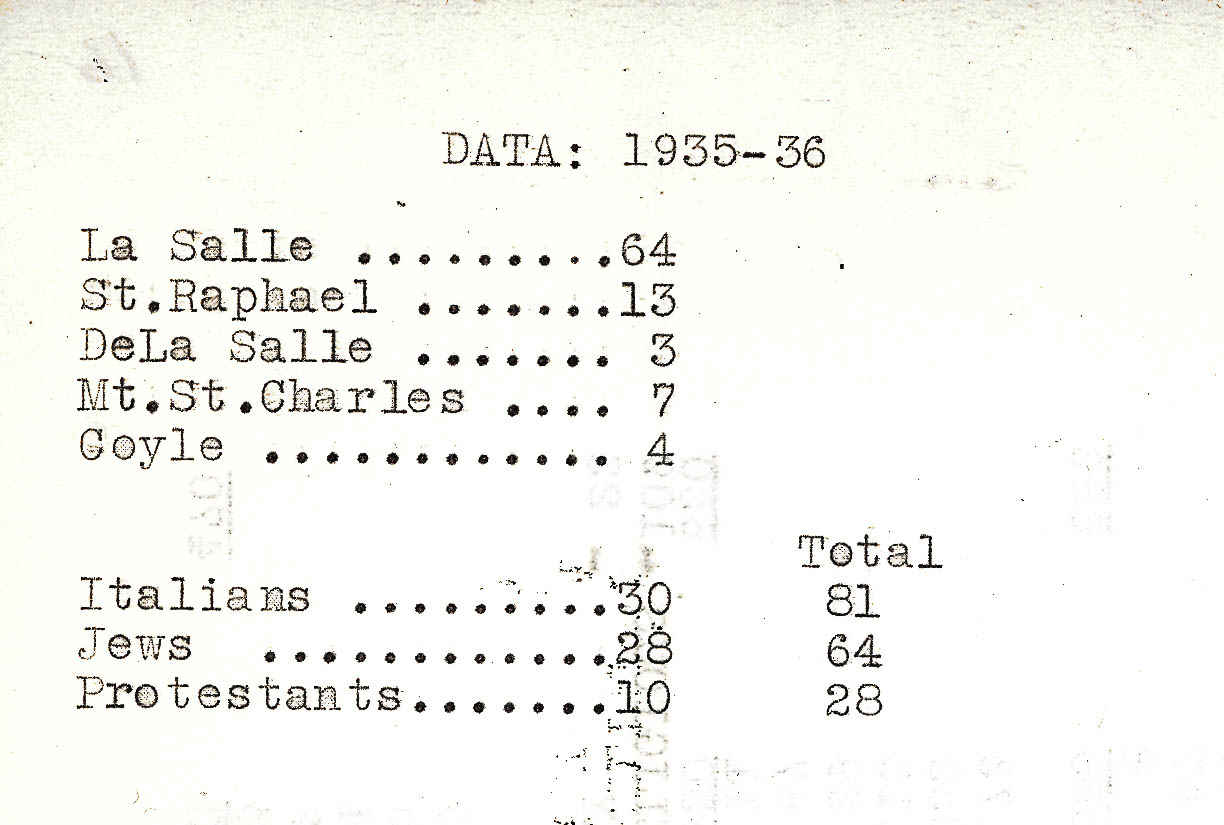 DATA: 1935-36
La Salle .........64
St.Raphael .......13
DeLa Salle ....... 3
Mt.St.Charles .... 7
Coyle ............ 4
Total
Italians .........30 81
Jews ............28 64
Protestants.......10 28